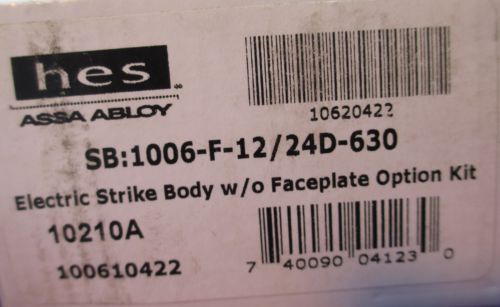 hes
ASSA ABLOY
10620422
SB:1006-F-12/24D-630
Electric Strike Body w/o Faceplate Option Kit
10210A
100610422
7 40090 04123 0